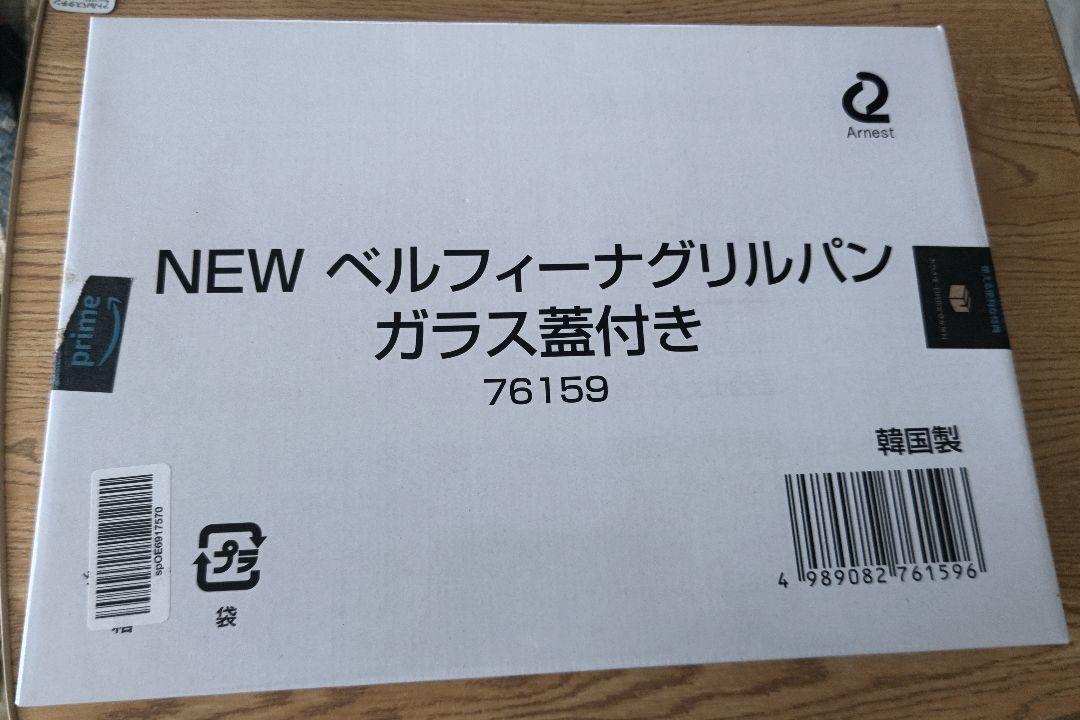 Arnest
NEW ベルフィーナグリルパン
ガラス蓋付き
76159
prime
韓国製
4 989082 761596
spOE6917570
プラ
袋